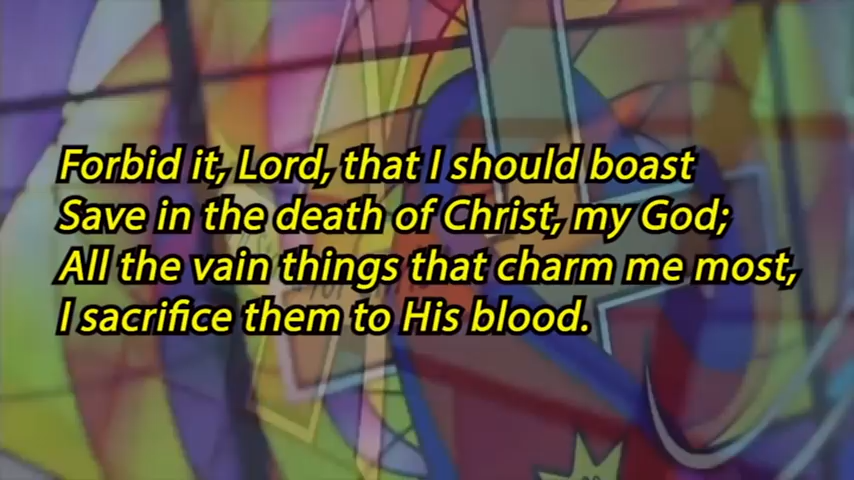 Forbid it, Lord, that I should boast
Save in the death of Christ, my God;
All the vain things that charm me most,
I sacrifice them to His blood.